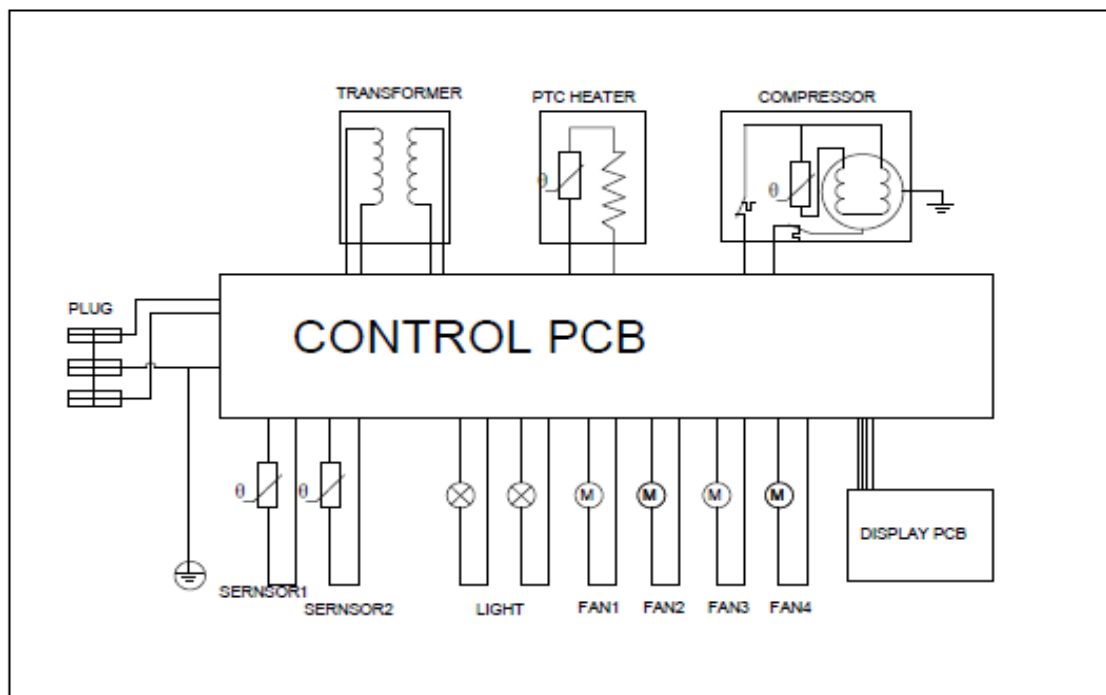 TRANSFORMER
PTC HEATER
COMPRESSOR
θ
θ
PLUG
CONTROL PCB
θ
θ
M
M
M
M
DISPLAY PCB
SERNSOR1
SERNSOR2
LIGHT
FAN1
FAN2
FAN3
FAN4